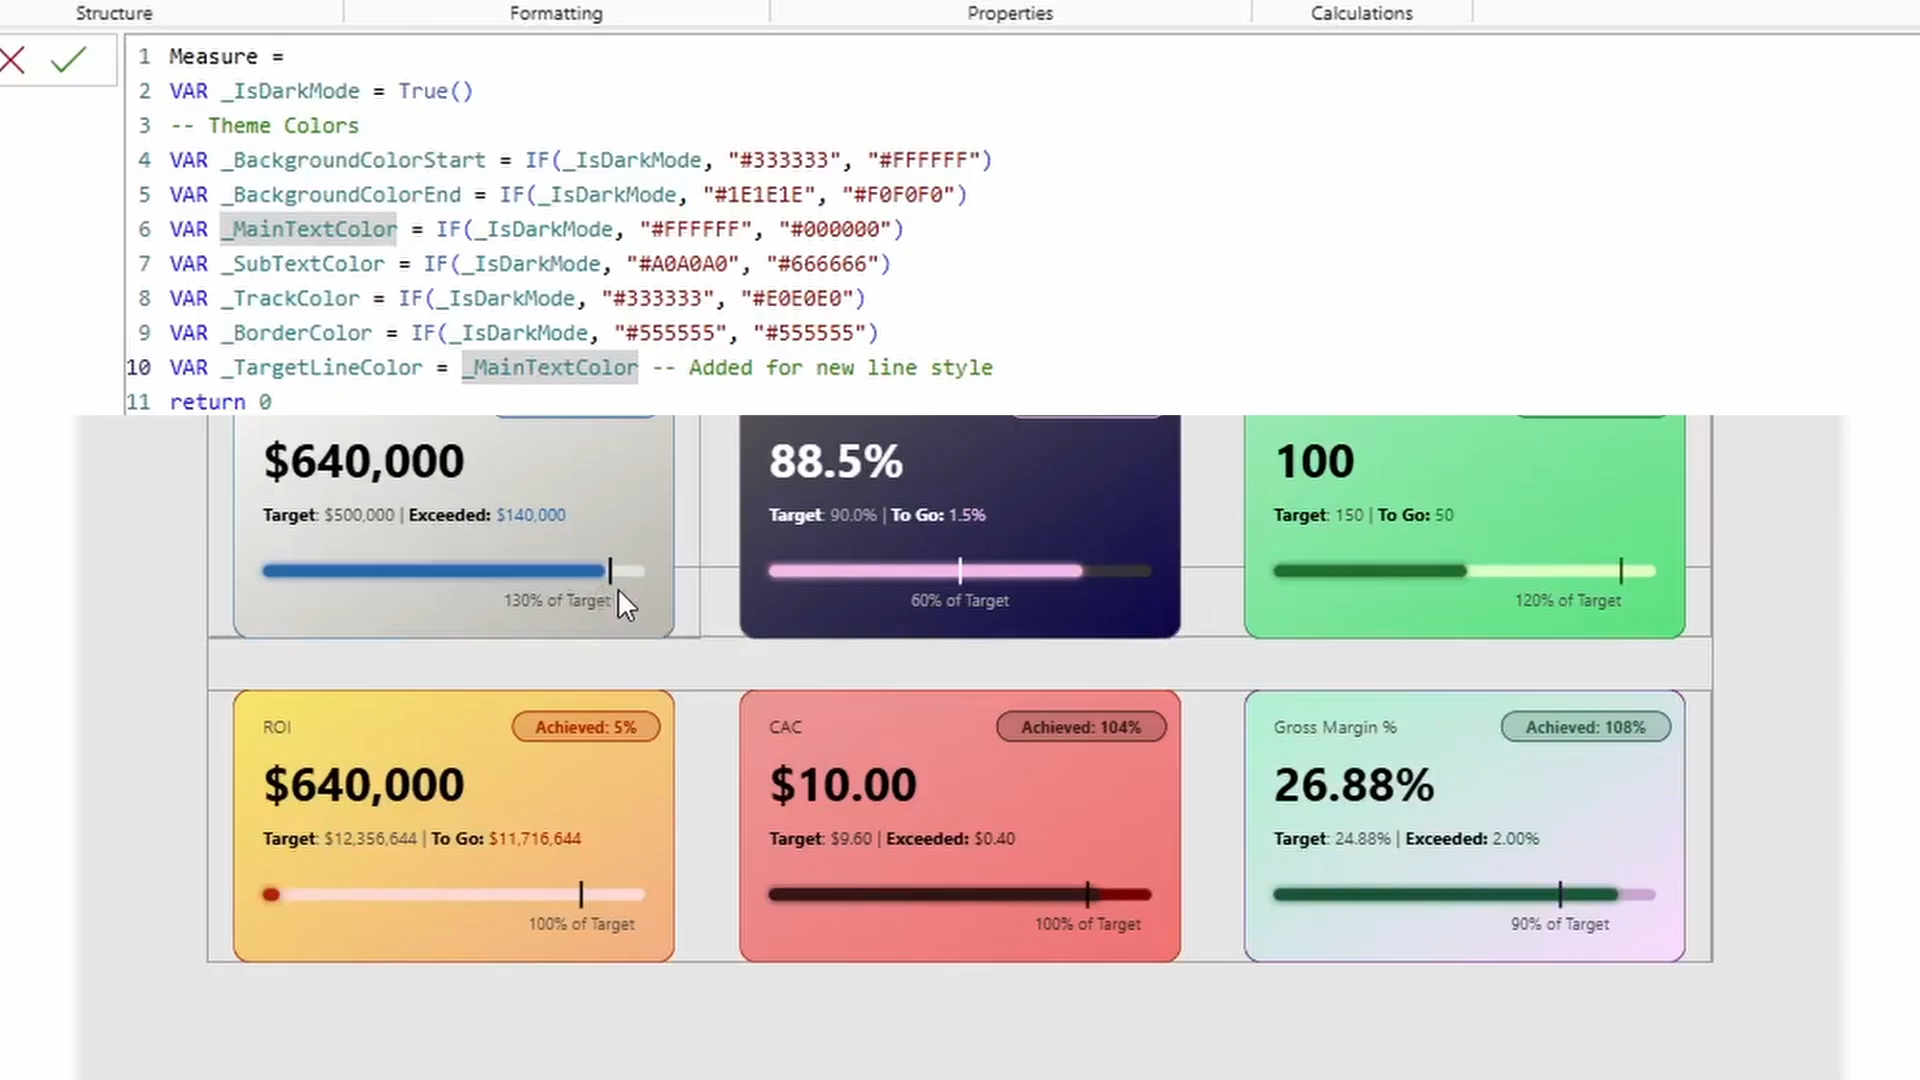 Structure Formatting Properties Calculations
1 Measure =
2 VAR _IsDarkMode = True()
3 -- Theme Colors
4 VAR _BackgroundColorStart = IF(_IsDarkMode, "#333333", "#FFFFFF")
5 VAR _BackgroundColorEnd = IF(_IsDarkMode, "#1E1E1E", "#F0F0F0")
6 VAR _MainTextColor = IF(_IsDarkMode, "#FFFFFF", "#000000")
7 VAR _SubTextColor = IF(_IsDarkMode, "#A0A0A0", "#666666")
8 VAR _TrackColor = IF(_IsDarkMode, "#333333", "#E0E0E0")
9 VAR _BorderColor = IF(_IsDarkMode, "#555555", "#555555")
10 VAR _TargetLineColor = _MainTextColor -- Added for new line style
11 return 0
$640,000
Target: $500,000 | Exceeded: $140,000
130% of Target
88.5%
Target: 90.0% | To Go: 1.5%
60% of Target
100
Target: 150 | To Go: 50
120% of Target
ROI Achieved: 5%
$640,000
Target: $12,356,644 | To Go: $11,716,644
100% of Target
CAC Achieved: 104%
$10.00
Target: $9.60 | Exceeded: $0.40
100% of Target
Gross Margin % Achieved: 108%
26.88%
Target: 24.88% | Exceeded: 2.00%
90% of Target